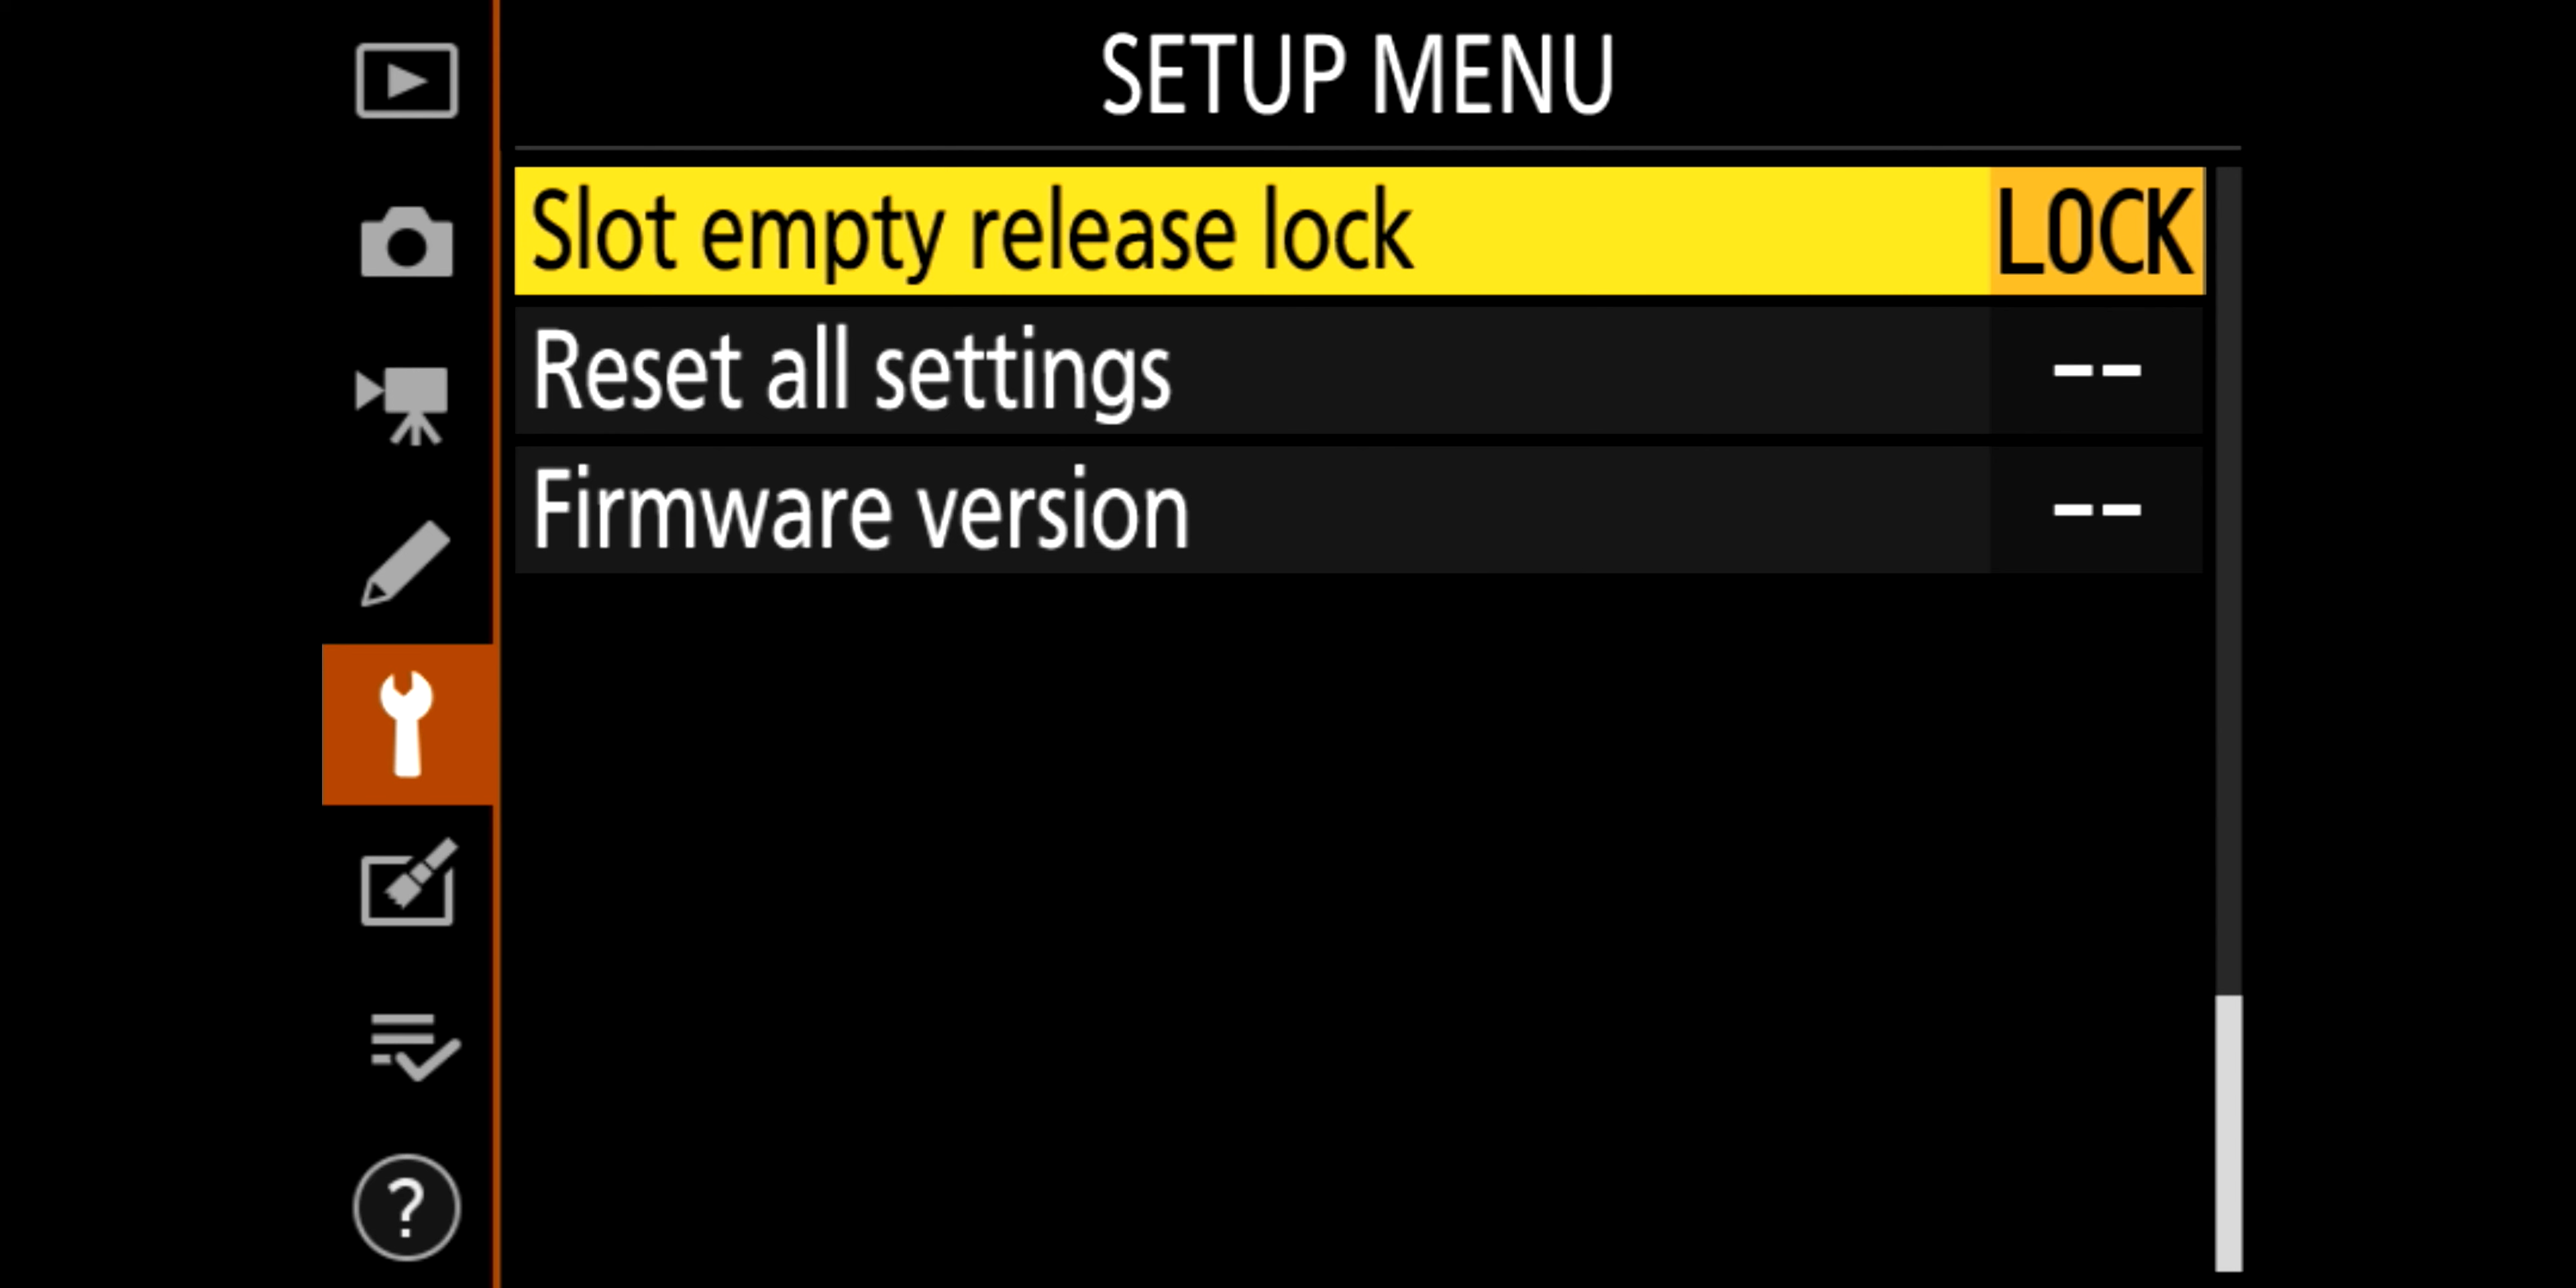 SETUP MENU
Slot empty release lock LOCK
Reset all settings --
Firmware version --
?